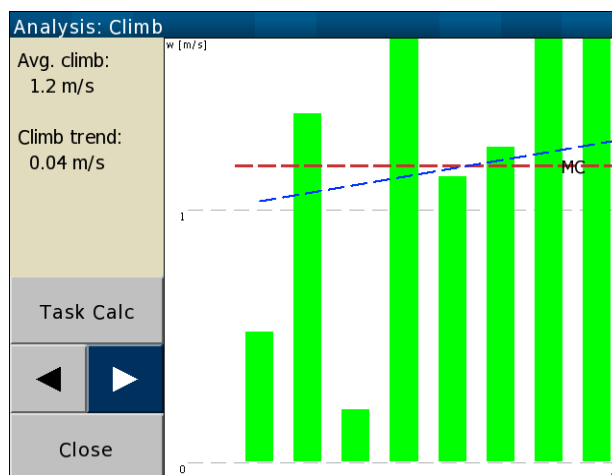 Analysis: Climb
Avg. climb:
1.2 m/s
Climb trend:
0.04 m/s
Task Calc
Close
w [m/s]
MC
1
0